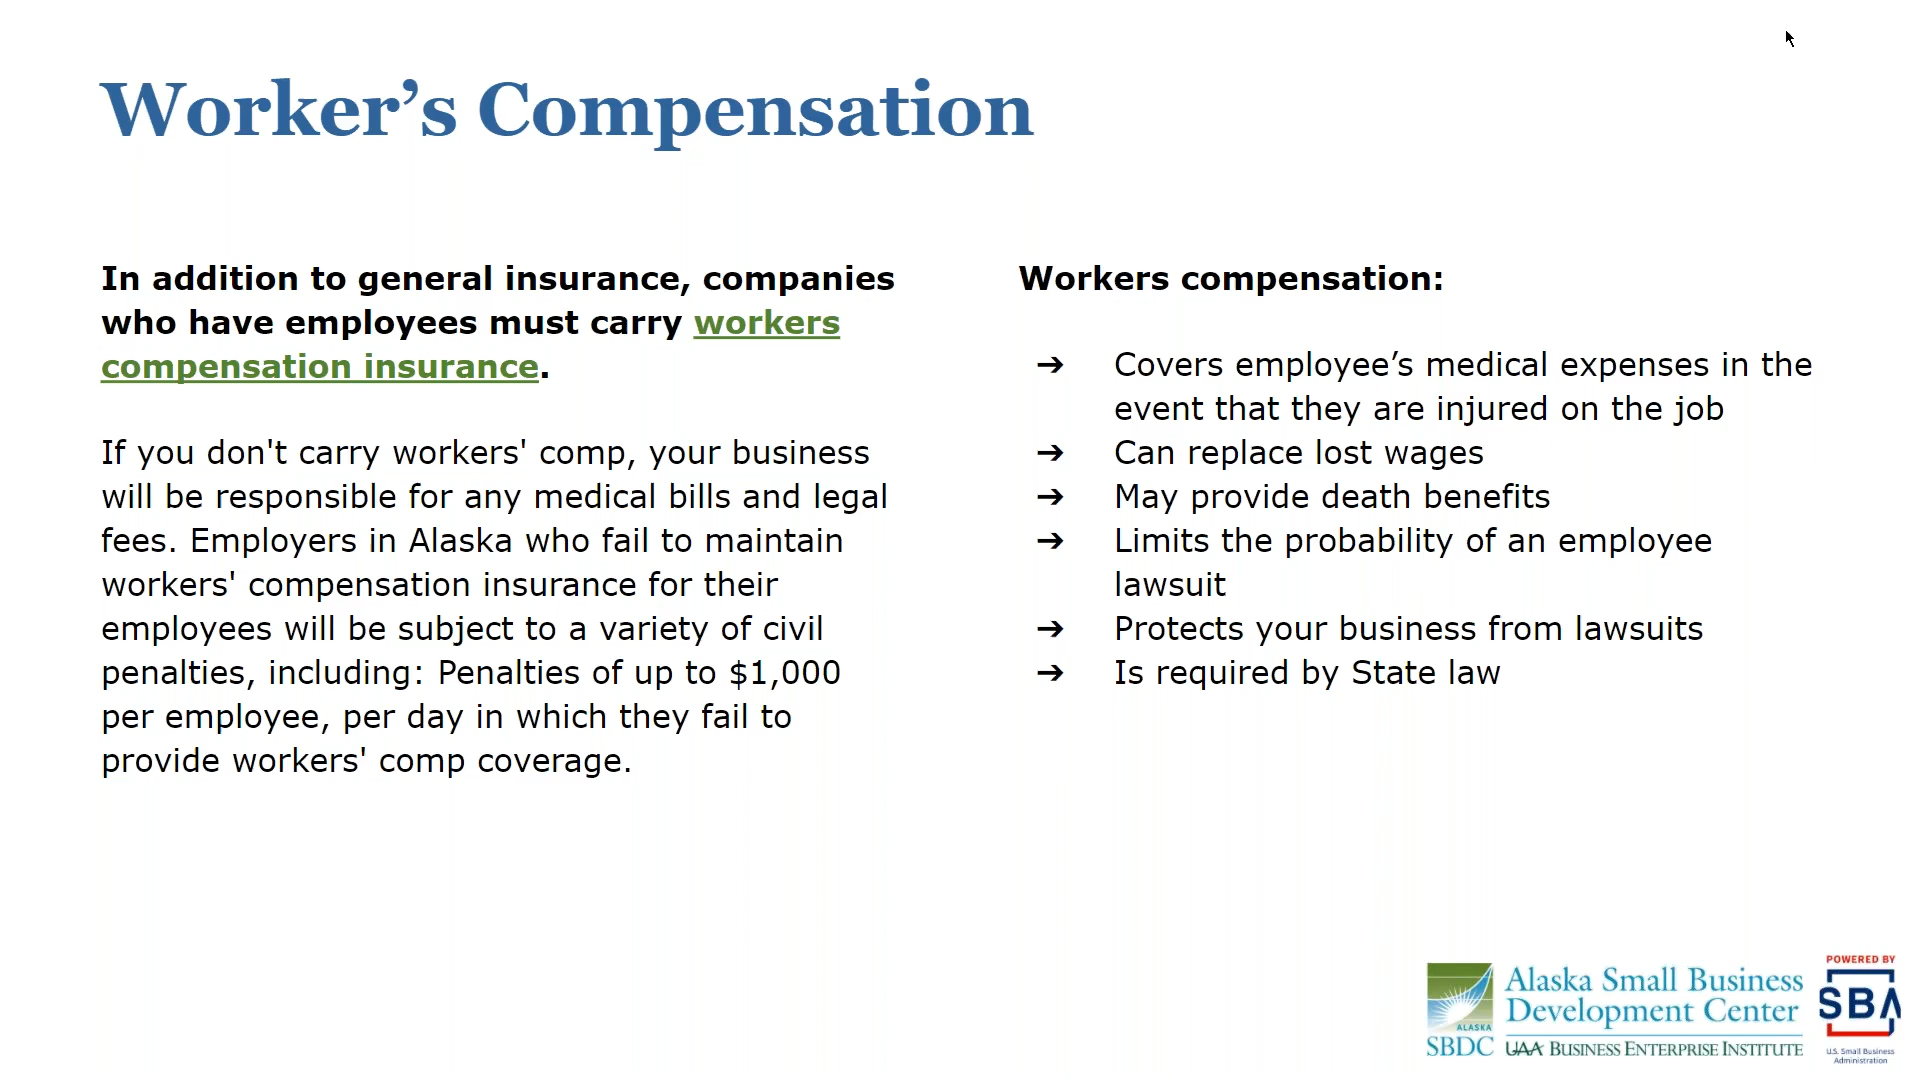 Worker’s Compensation
In addition to general insurance, companies
who have employees must carry workers
compensation insurance.
If you don't carry workers' comp, your business
will be responsible for any medical bills and legal
fees. Employers in Alaska who fail to maintain
workers' compensation insurance for their
employees will be subject to a variety of civil
penalties, including: Penalties of up to $1,000
per employee, per day in which they fail to
provide workers' comp coverage.
Workers compensation:
➔ Covers employee’s medical expenses in the
event that they are injured on the job
➔ Can replace lost wages
➔ May provide death benefits
➔ Limits the probability of an employee
lawsuit
➔ Protects your business from lawsuits
➔ Is required by State law
ALASKA
SBDC
Alaska Small Business
Development Center
UAA BUSINESS ENTERPRISE INSTITUTE
POWERED BY
SBA
U.S. Small Business
Administration